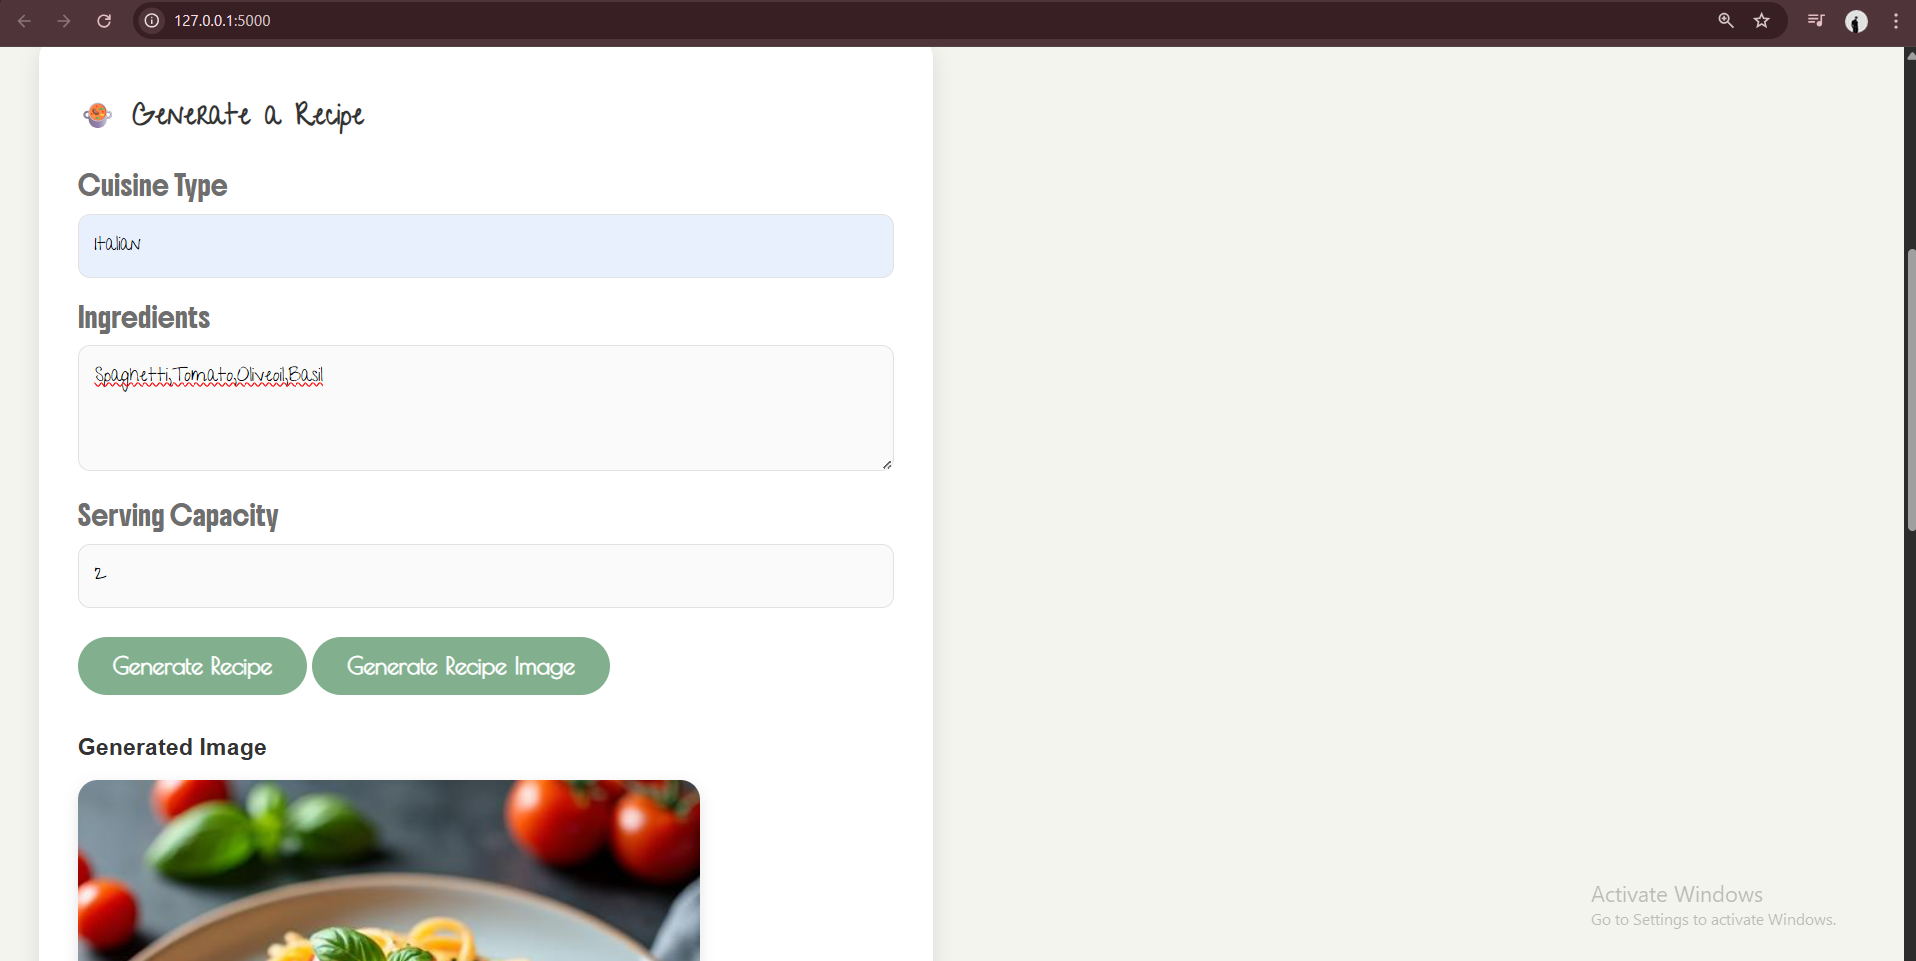 127.0.0.1:5000
Generate a Recipe
Cuisine Type
Italian
Ingredients
Spaghetti,Tomato,Oliveoil,Basil
Serving Capacity
2
Generate Recipe Generate Recipe Image
Generated Image
Activate Windows
Go to Settings to activate Windows.